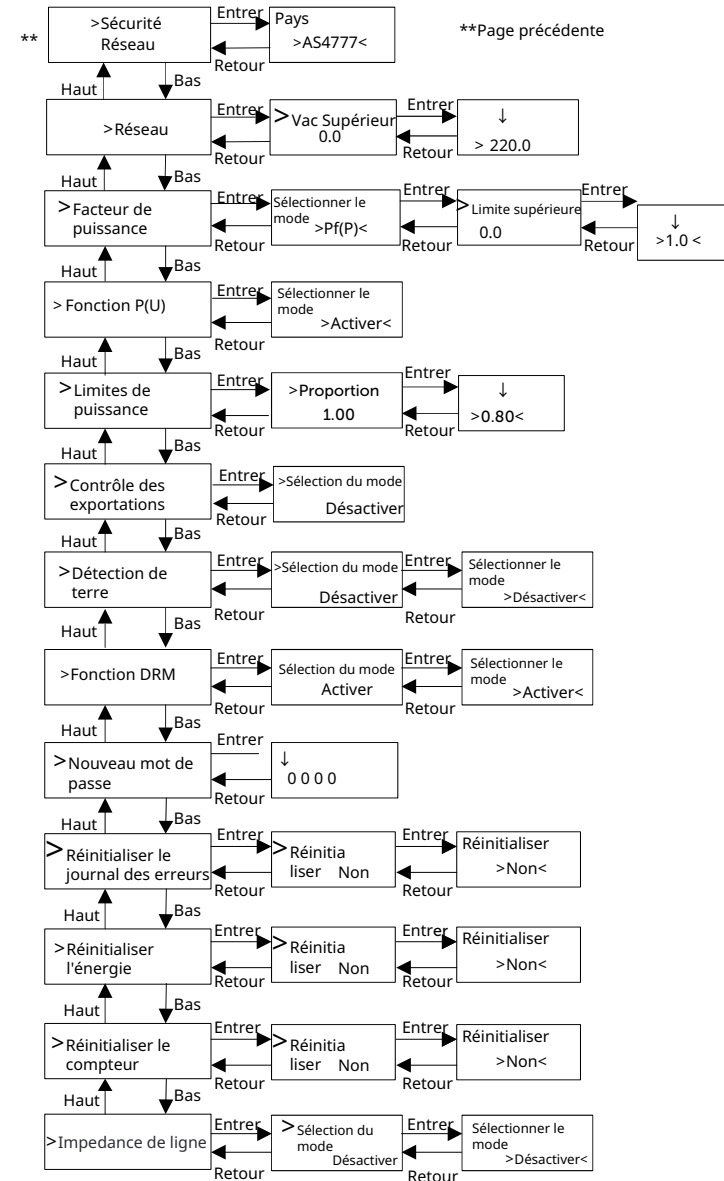 **
>Sécurité
Réseau
Entrer
Retour
Pays
>AS4777<
**Page précédente
Haut
Bas
>Réseau
Entrer
Retour
>Vac Supérieur
0.0
Entrer
Retour
↓
> 220.0
Haut
Bas
>Facteur de
puissance
Entrer
Retour
Sélectionner le
mode
>Pf(P)<
Entrer
Retour
>Limite supérieure
0.0
Entrer
Retour
↓
>1.0 <
Haut
Bas
> Fonction P(U)
Entrer
Retour
Sélectionner le
mode
>Activer<
Haut
Bas
>Limites de
puissance
Entrer
Retour
>Proportion
1.00
Entrer
Retour
↓
>0.80<
Haut
Bas
>Contrôle des
exportations
Entrer
Retour
>Sélection du mode
Désactiver
Haut
Bas
>Détection de
terre
Entrer
Retour
>Sélection du mode
Désactiver
Entrer
Retour
Sélectionner le
mode
>Désactiver<
Haut
Bas
>Fonction DRM
Entrer
Retour
Sélection du mode
Activer
Entrer
Retour
Sélectionner le
mode
>Activer<
Haut
Bas
>Nouveau mot de
passe
Entrer
Retour
↓
0 0 0 0
Haut
Bas
>Réinitialiser le
journal des erreurs
Entrer
Retour
>Réinitia
liser Non
Entrer
Retour
Réinitialiser
>Non<
Haut
Bas
>Réinitialiser
l'énergie
Entrer
Retour
>Réinitia
liser Non
Entrer
Retour
Réinitialiser
>Non<
Haut
Bas
>Réinitialiser le
compteur
Entrer
Retour
>Réinitia
liser Non
Entrer
Retour
Réinitialiser
>Non<
Haut
Bas
>Impedance de ligne
Entrer
Retour
>Sélection du
mode
Désactiver
Entrer
Retour
Sélectionner le
mode
>Désactiver<